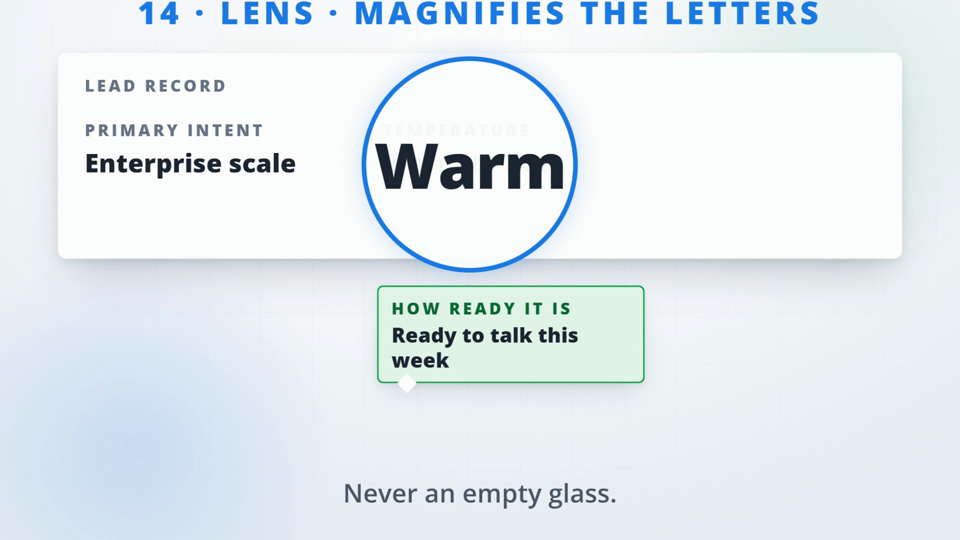 14 · LENS · MAGNIFIES THE LETTERS
LEAD RECORD
PRIMARY INTENT
TEMPERATURE
Enterprise scale
Warm
HOW READY IT IS
Ready to talk this
week
Never an empty glass.